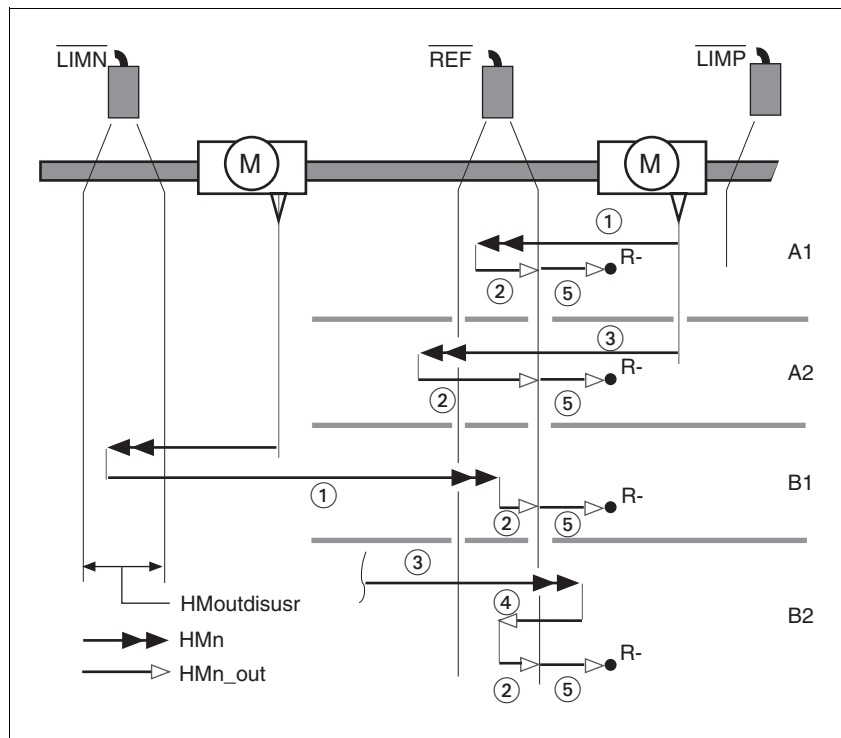 LIMN REF LIMP
M M
1
R-
A1
2 5
3
R-
A2
2 5
1
R-
B1
2 5
3
HMoutdisusr
4
B2
HMn
R-
HMn_out
2 5